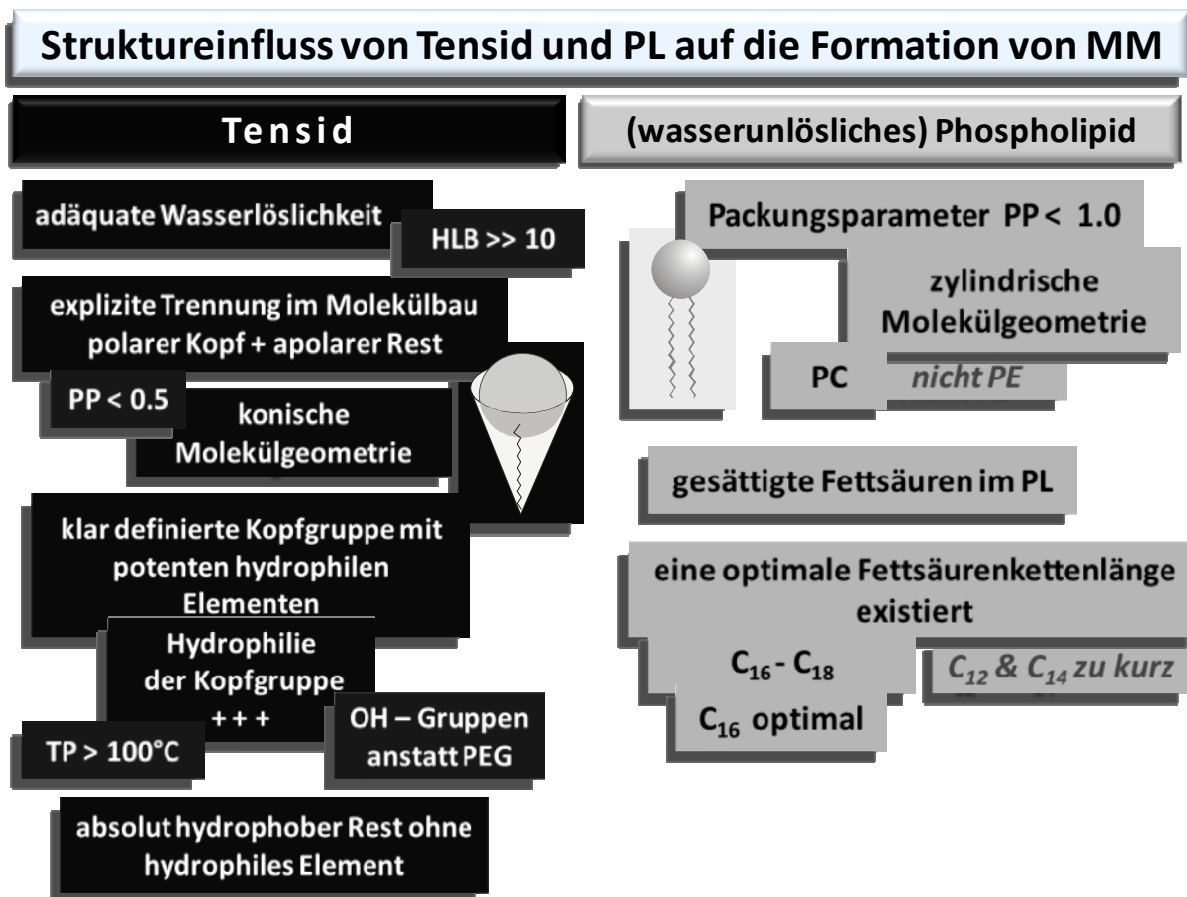 Struktureinfluss von Tensid und PL auf die Formation von MM
Tensid
adäquate Wasserlöslichkeit
HLB >> 10
explizite Trennung im Molekülbau
polarer Kopf + apolarer Rest
PP < 0.5
konische
Molekülgeometrie
klar definierte Kopfgruppe mit
potenten hydrophilen
Elementen
Hydrophilie
der Kopfgruppe
+ + +
TP > 100°C
OH – Gruppen
anstatt PEG
absolut hydrophober Rest ohne
hydrophiles Element
(wasserunlösliches) Phospholipid
Packungsparameter PP < 1.0
zylindrische
Molekülgeometrie
PC
nicht PE
gesättigte Fettsäuren im PL
eine optimale Fettsäurenkettenlänge
existiert
C₁₆ - C₁₈
C₁₂ & C₁₄ zu kurz
C₁₆ optimal